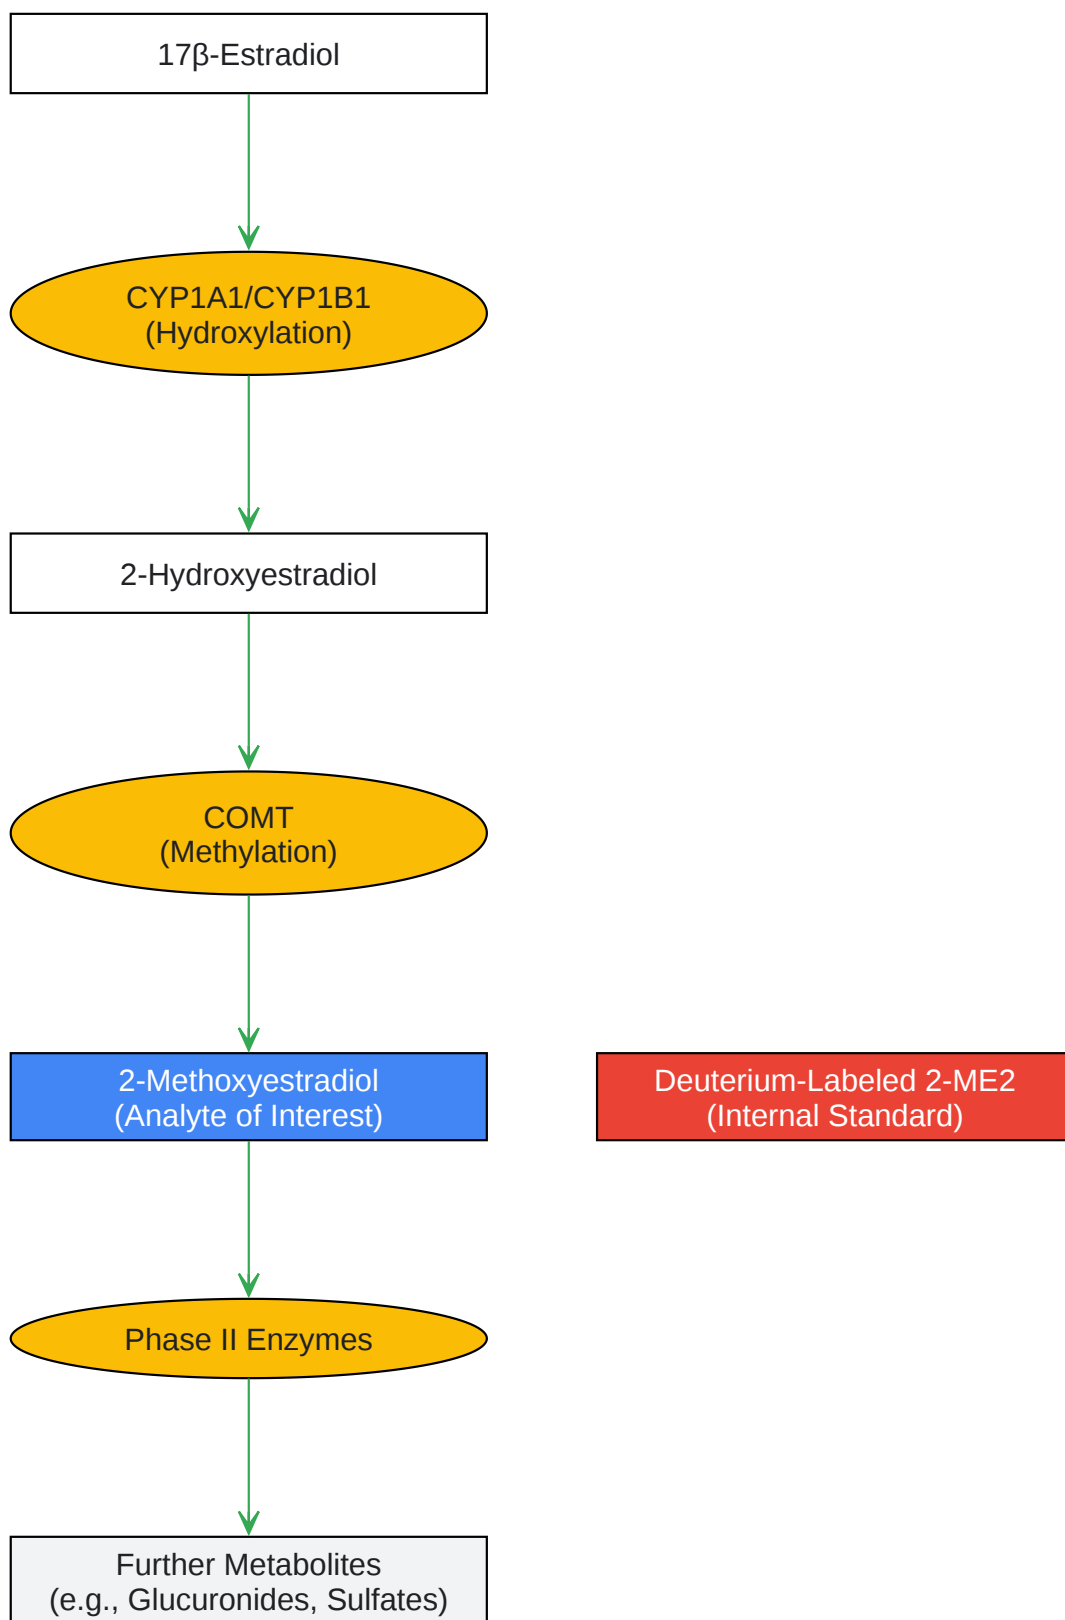 17β-Estradiol
CYP1A1/CYP1B1
(Hydroxylation)
2-Hydroxyestradiol
COMT
(Methylation)
2-Methoxyestradiol
(Analyte of Interest)
Deuterium-Labeled 2-ME2
(Internal Standard)
Phase II Enzymes
Further Metabolites
(e.g., Glucuronides, Sulfates)